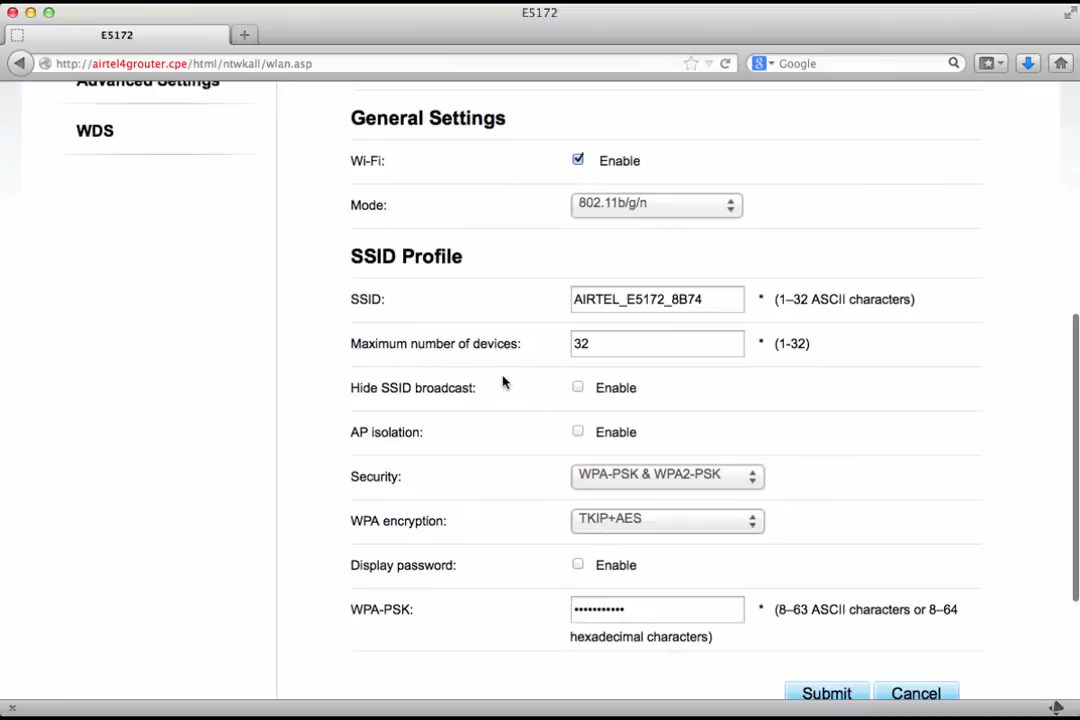 E5172
E5172
http://airtel4grouter.cpe/html/ntwkall/wlan.asp
Google
Advanced Settings
WDS
General Settings
Wi-Fi: Enable
Mode: 802.11b/g/n
SSID Profile
SSID: AIRTEL_E5172_8B74 * (1–32 ASCII characters)
Maximum number of devices: 32 * (1-32)
Hide SSID broadcast: Enable
AP isolation: Enable
Security: WPA-PSK & WPA2-PSK
WPA encryption: TKIP+AES
Display password: Enable
WPA-PSK: ••••••••••• * (8–63 ASCII characters or 8–64
hexadecimal characters)
Submit Cancel